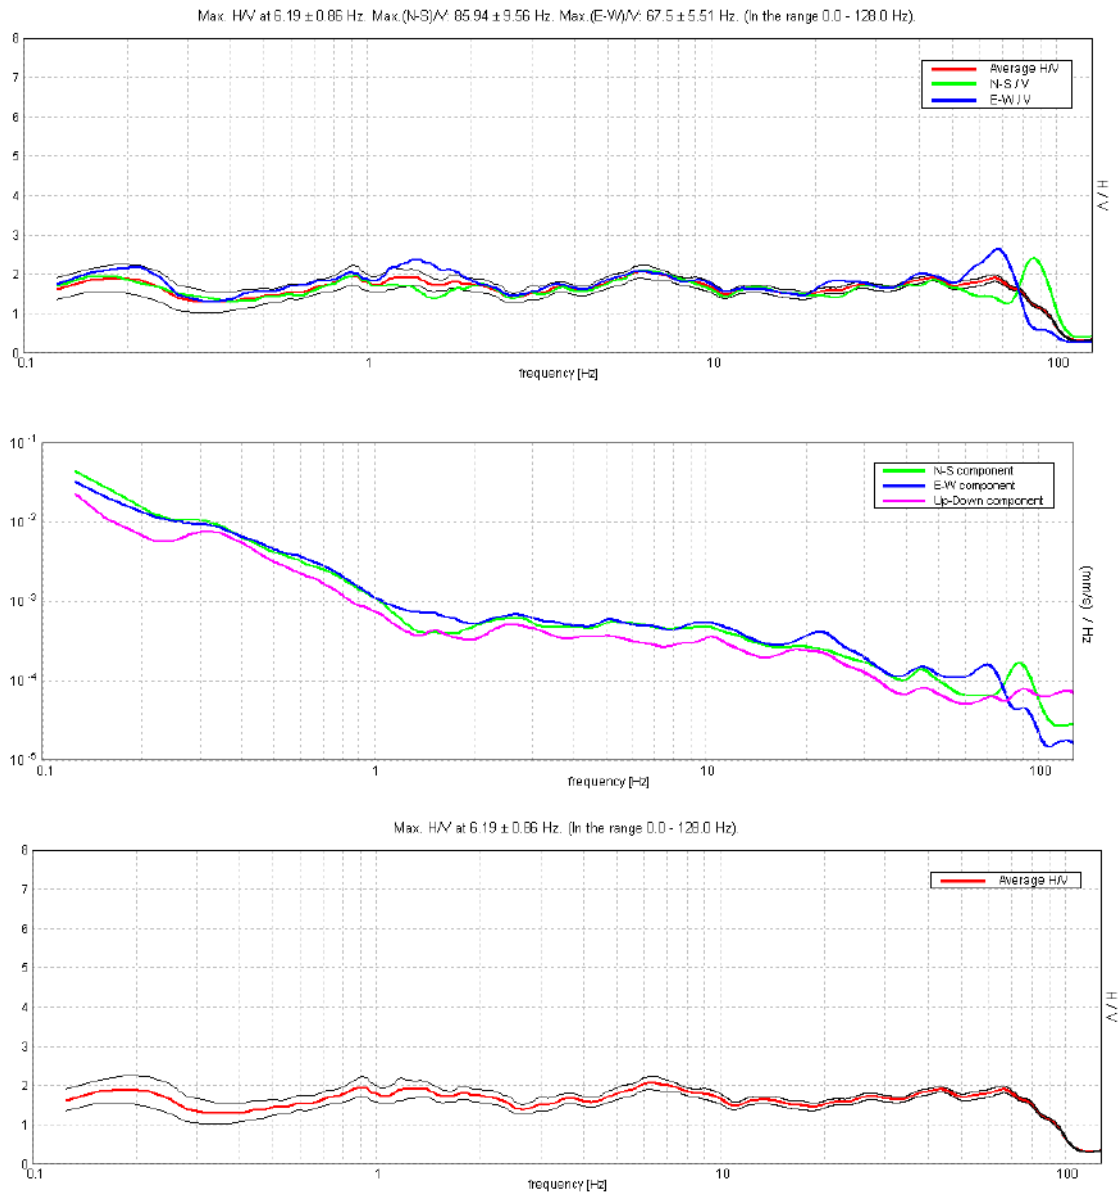 Max. H/V at 6.19 ± 0.86 Hz. Max.(N-S)/V: 85.94 ± 9.56 Hz. Max.(E-W)/V: 67.5 ± 5.51 Hz. (In the range 0.0 - 128.0 Hz).
8
Average H/V
7
N-S / V
E-W / V
6
5
4
H / V
3
2
1
0
0.1 1 10 100
frequency [Hz]
10 -1
N-S component
E-W component
Up-Down component
10 -2
(mm/s) / Hz
10 -3
10 -4
10 -5
0.1 1 10 100
frequency [Hz]
Max. H/V at 6.19 ± 0.86 Hz. (In the range 0.0 - 128.0 Hz).
8
Average H/V
7
6
5
4
H / V
3
2
1
0
0.1 1 10 100
frequency [Hz]